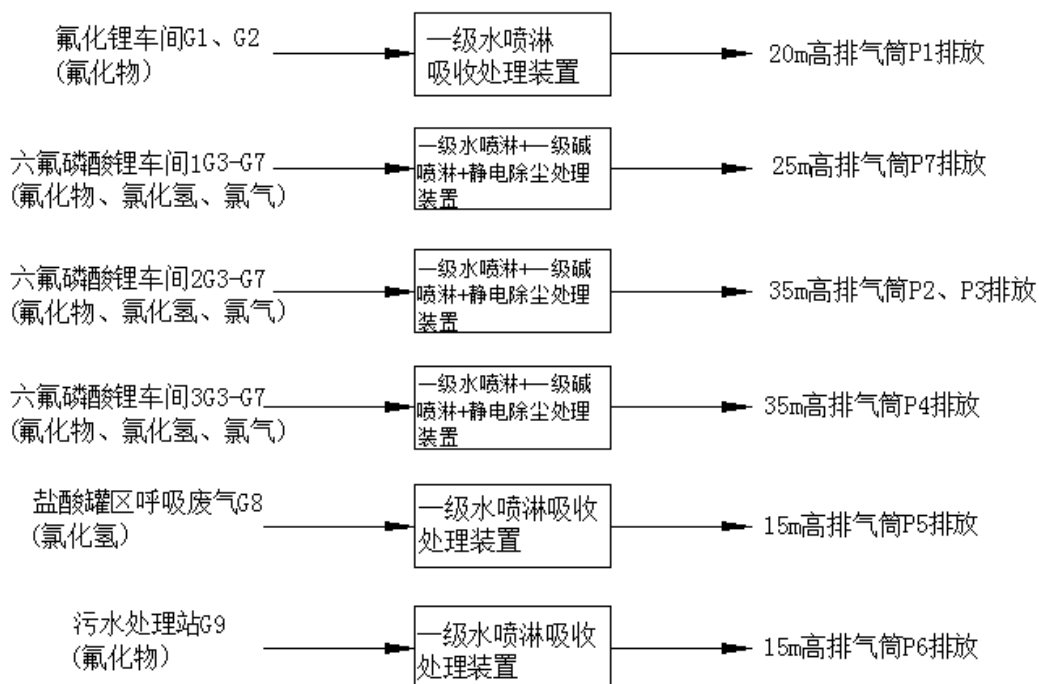 氟化锂车间G1、G2
(氟化物)
一级水喷淋
吸收处理装置
20m高排气筒P1排放
六氟磷酸锂车间1G3-G7
(氟化物、氯化氢、氯气)
一级水喷淋+一级碱
喷淋+静电除尘处理
装置
25m高排气筒P7排放
六氟磷酸锂车间2G3-G7
(氟化物、氯化氢、氯气)
一级水喷淋+一级碱
喷淋+静电除尘处理
装置
35m高排气筒P2、P3排放
六氟磷酸锂车间3G3-G7
(氟化物、氯化氢、氯气)
一级水喷淋+一级碱
喷淋+静电除尘处理
装置
35m高排气筒P4排放
盐酸罐区呼吸废气G8
(氯化氢)
一级水喷淋吸收
处理装置
15m高排气筒P5排放
污水处理站G9
(氟化物)
一级水喷淋吸收
处理装置
15m高排气筒P6排放